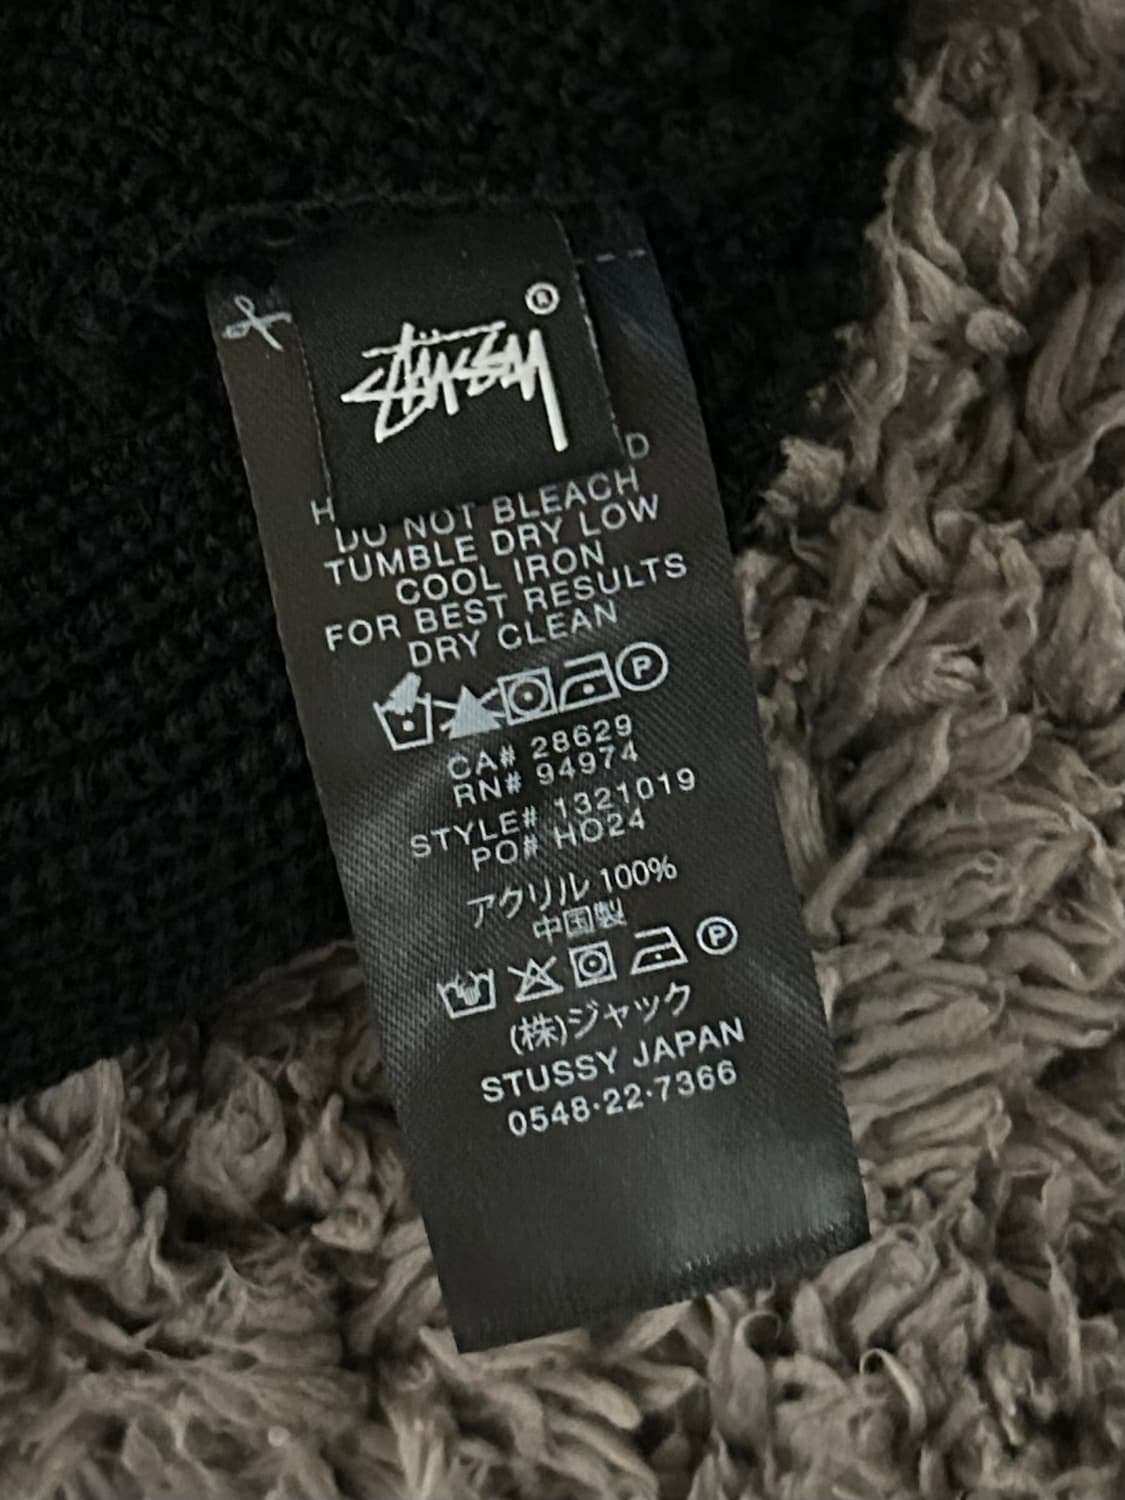 STÜSSY ®
DO NOT BLEACH
TUMBLE DRY LOW
COOL IRON
FOR BEST RESULTS
DRY CLEAN
P
CA# 28629
RN# 94974
STYLE# 1321019
PO# HO24
アクリル 100%
中国製
P
(株)ジャック
STUSSY JAPAN
0548·22·7366